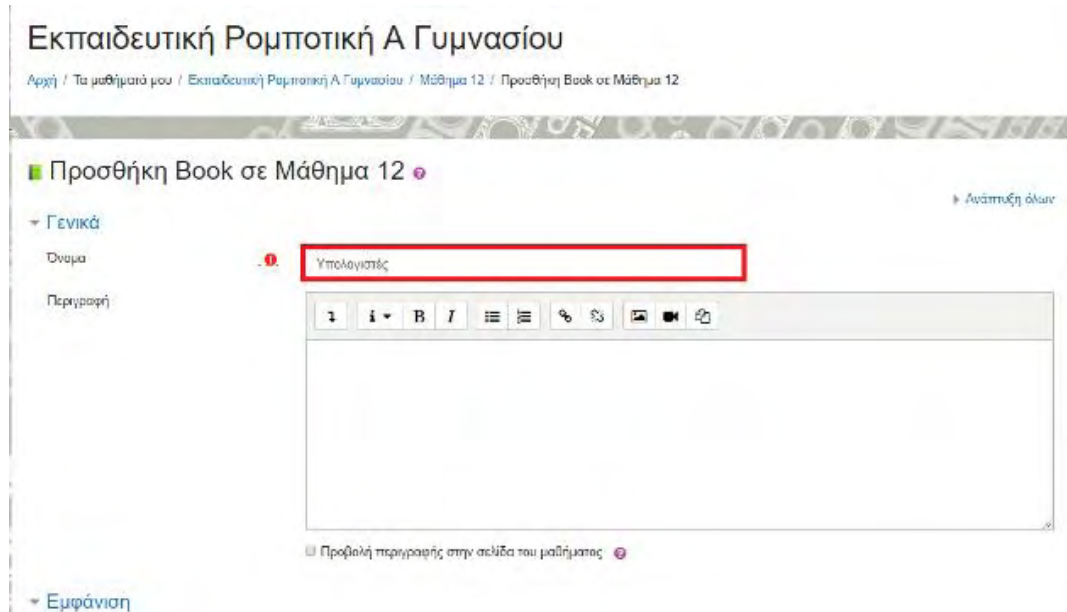 Εκπαιδευτική Ρομποτική Α Γυμνασίου
Αρχή / Τα μαθήματά μου / Εκπαιδευτική Ρομποτική Α Γυμνασίου / Μάθημα 12 / Προσθήκη Book σε Μάθημα 12
Προσθήκη Book σε Μάθημα 12
Ανάπτυξη όλων
Γενικά
Όνομα
Υπολογιστές
Περιγραφή
i B I
Προβολή περιγραφής στην σελίδα του μαθήματος
Εμφάνιση